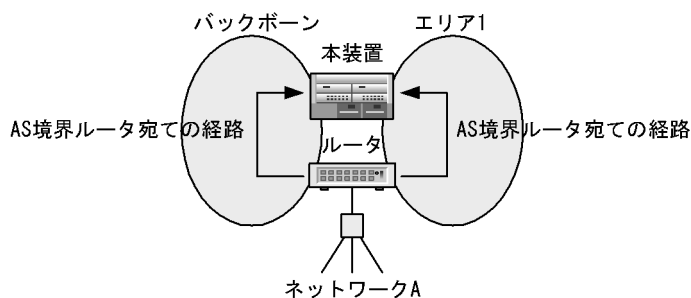 バックボーン
エリア1
本装置
AS境界ルータ宛ての経路
AS境界ルータ宛ての経路
ルータ
ネットワークA